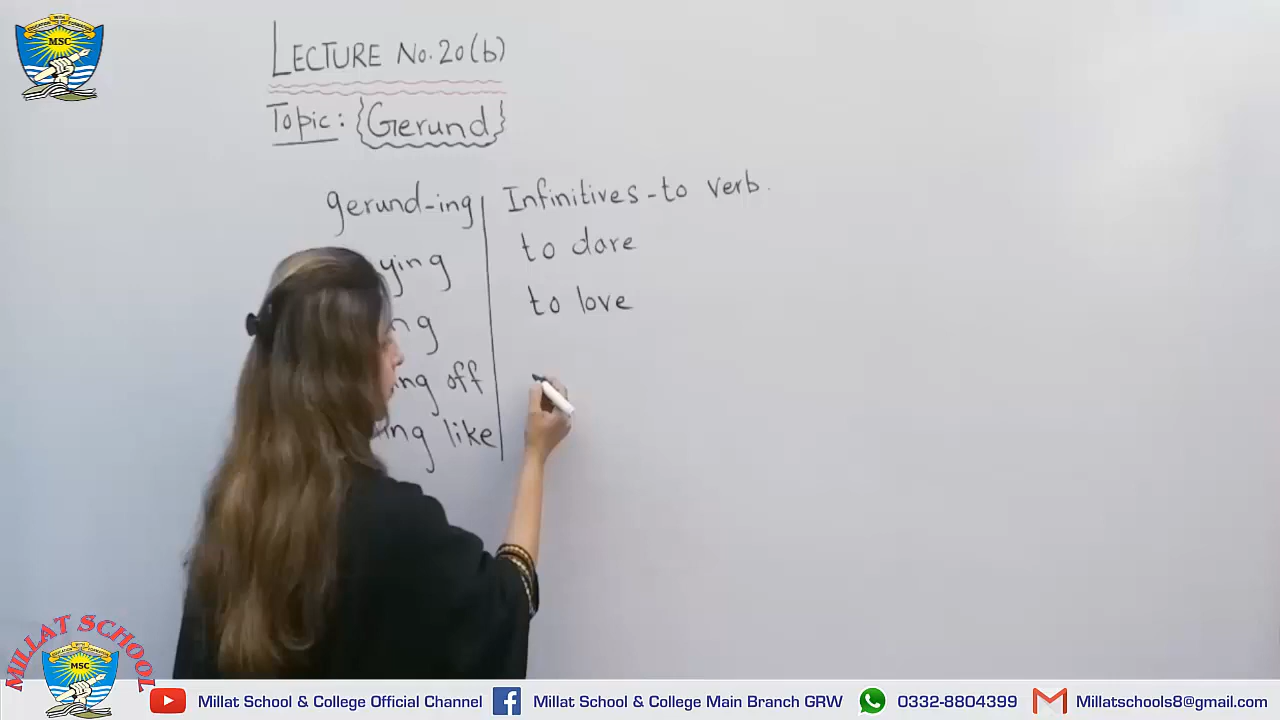 LECTURE No. 20(b)
Topic: {Gerund}
gerund-ing Infinitives - to verb.
to dare
to love
off
like
MSC
MILLAT SCHOOL
MSC
Millat School & College Official Channel Millat School & College Main Branch GRW 0332-8804399 Millatschools8@gmail.com